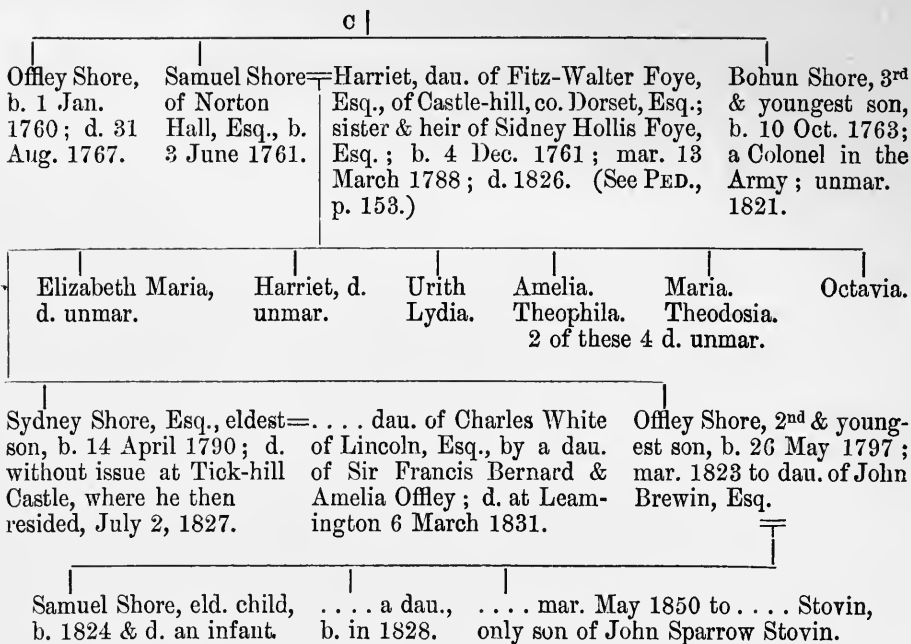 C
Offley Shore,
b. 1 Jan.
1760; d. 31
Aug. 1767.
Samuel Shore
of Norton
Hall, Esq., b.
3 June 1761.
Harriet, dau. of Fitz-Walter Foye,
Esq., of Castle-hill, co. Dorset, Esq.;
sister & heir of Sidney Hollis Foye,
Esq.; b. 4 Dec. 1761; mar. 13
March 1788; d. 1826. (See PED.,
p. 153.)
Bohun Shore, 3rd
& youngest son,
b. 10 Oct. 1763;
a Colonel in the
Army; unmar.
1821.
Elizabeth Maria,
d. unmar.
Harriet, d.
unmar.
Urith
Lydia.
Amelia.
Theophila.
Maria.
Theodosia.
2 of these 4 d. unmar.
Octavia.
Sydney Shore, Esq., eldest
son, b. 14 April 1790; d.
without issue at Tick-hill
Castle, where he then
resided, July 2, 1827.
=. . . . dau. of Charles White
of Lincoln, Esq., by a dau.
of Sir Francis Bernard &
Amelia Offley; d. at Leam-
ington 6 March 1831.
Offley Shore, 2nd & young-
est son, b. 26 May 1797;
mar. 1823 to dau. of John
Brewin, Esq.
Samuel Shore, eld. child,
b. 1824 & d. an infant.
. . . . a dau.,
b. in 1828.
. . . . mar. May 1850 to . . . . Stovin,
only son of John Sparrow Stovin.